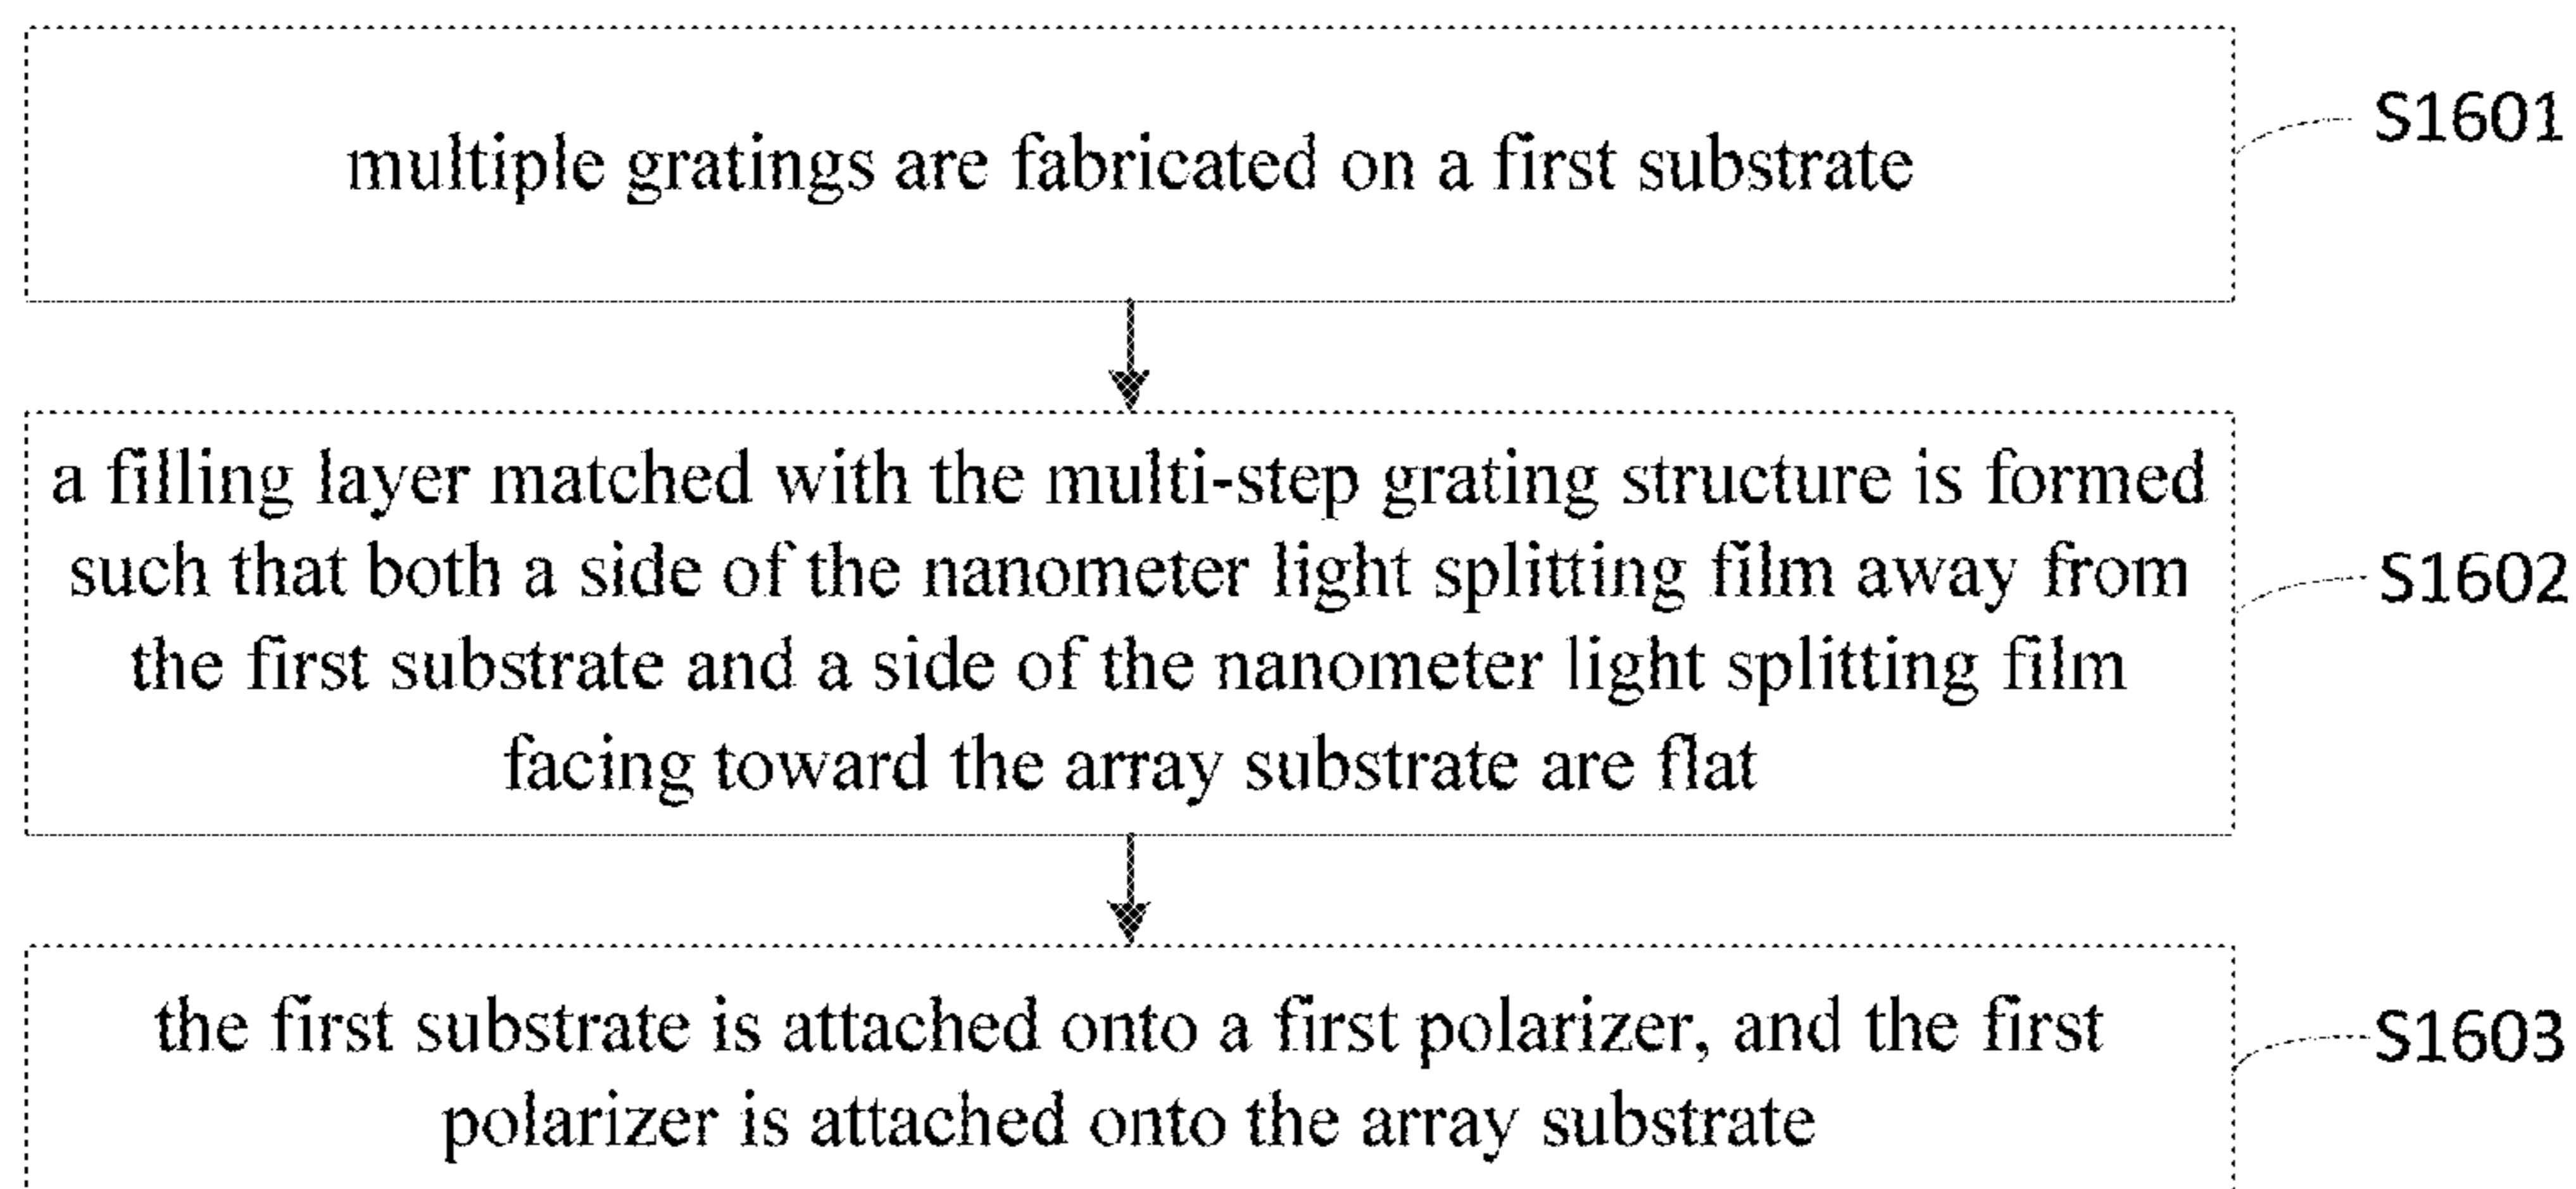 multiple gratings are fabricated on a first substrate
S1601
a filling layer matched with the multi-step grating structure is formed
such that both a side of the nanometer light splitting film away from
the first substrate and a side of the nanometer light splitting film
facing toward the array substrate are flat
S1602
the first substrate is attached onto a first polarizer, and the first
polarizer is attached onto the array substrate
S1603